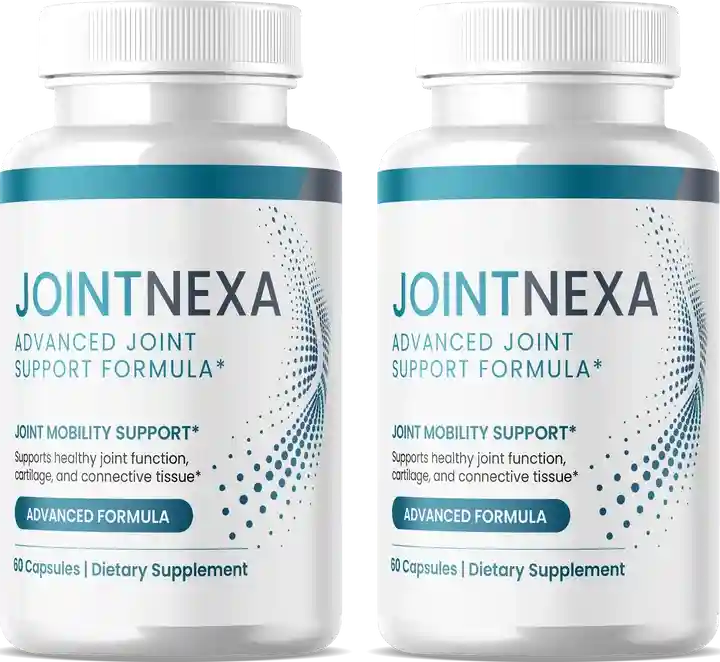 JOINTNEXA
ADVANCED JOINT
SUPPORT FORMULA*
JOINT MOBILITY SUPPORT*
Supports healthy joint function,
cartilage, and connective tissue*
ADVANCED FORMULA
60 Capsules | Dietary Supplement
JOINTNEXA
ADVANCED JOINT
SUPPORT FORMULA*
JOINT MOBILITY SUPPORT*
Supports healthy joint function,
cartilage, and connective tissue*
ADVANCED FORMULA
60 Capsules | Dietary Supplement